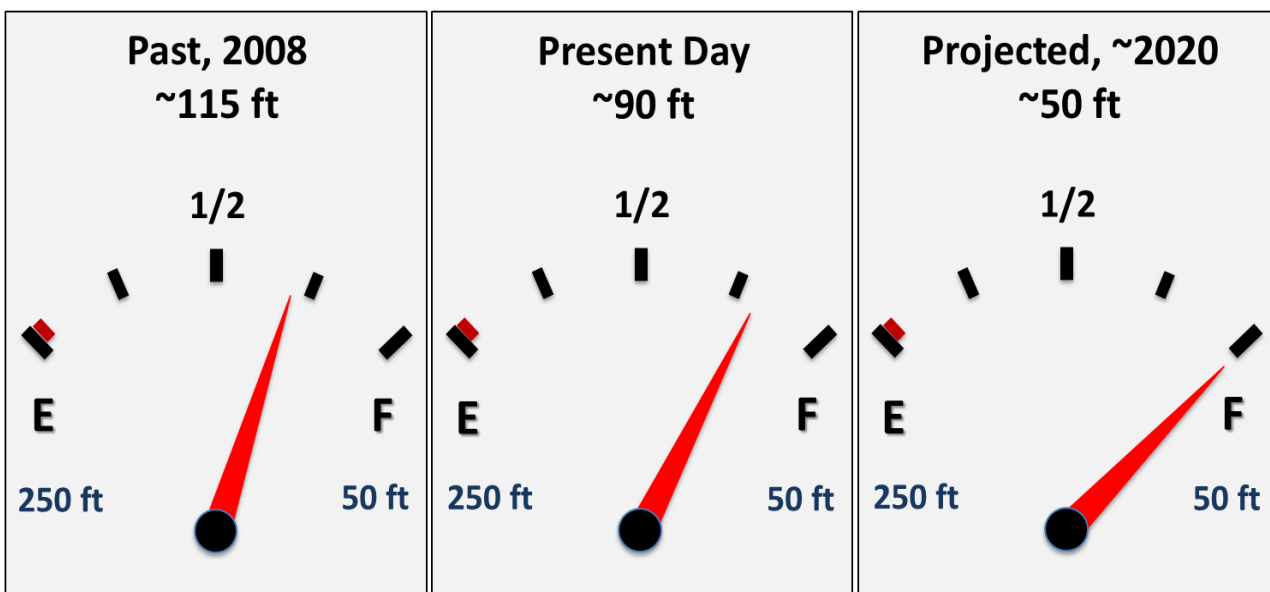 Past, 2008
~115 ft
1/2
E
F
250 ft
50 ft
Present Day
~90 ft
1/2
E
F
250 ft
50 ft
Projected, ~2020
~50 ft
1/2
E
F
250 ft
50 ft